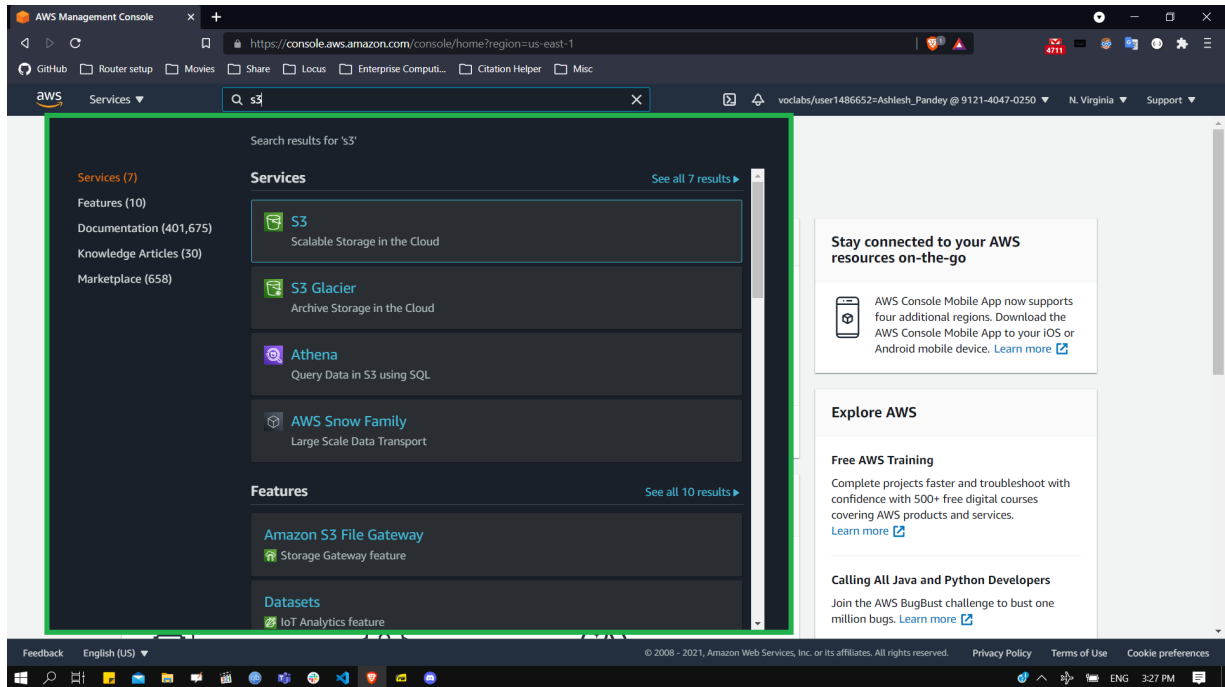 AWS Management Console
https://console.aws.amazon.com/console/home?region=us-east-1
4711
GitHub Router setup Movies Share Locus Enterprise Computi... Citation Helper Misc
aws Services s3 voclabs/user1486652=Ashlesh_Pandey @ 9121-4047-0250 N. Virginia Support
Search results for 's3'
Services (7)
Features (10)
Documentation (401,675)
Knowledge Articles (30)
Marketplace (658)
Services See all 7 results
S3
Scalable Storage in the Cloud
S3 Glacier
Archive Storage in the Cloud
Athena
Query Data in S3 using SQL
AWS Snow Family
Large Scale Data Transport
Features See all 10 results
Amazon S3 File Gateway
Storage Gateway feature
Datasets
IoT Analytics feature
Stay connected to your AWS
resources on-the-go
AWS Console Mobile App now supports
four additional regions. Download the
AWS Console Mobile App to your iOS or
Android mobile device. Learn more
Explore AWS
Free AWS Training
Complete projects faster and troubleshoot with
confidence with 500+ free digital courses
covering AWS products and services.
Learn more
Calling All Java and Python Developers
Join the AWS BugBust challenge to bust one
million bugs. Learn more
Feedback English (US) © 2008 - 2021, Amazon Web Services, Inc. or its affiliates. All rights reserved. Privacy Policy Terms of Use Cookie preferences
ENG 3:27 PM